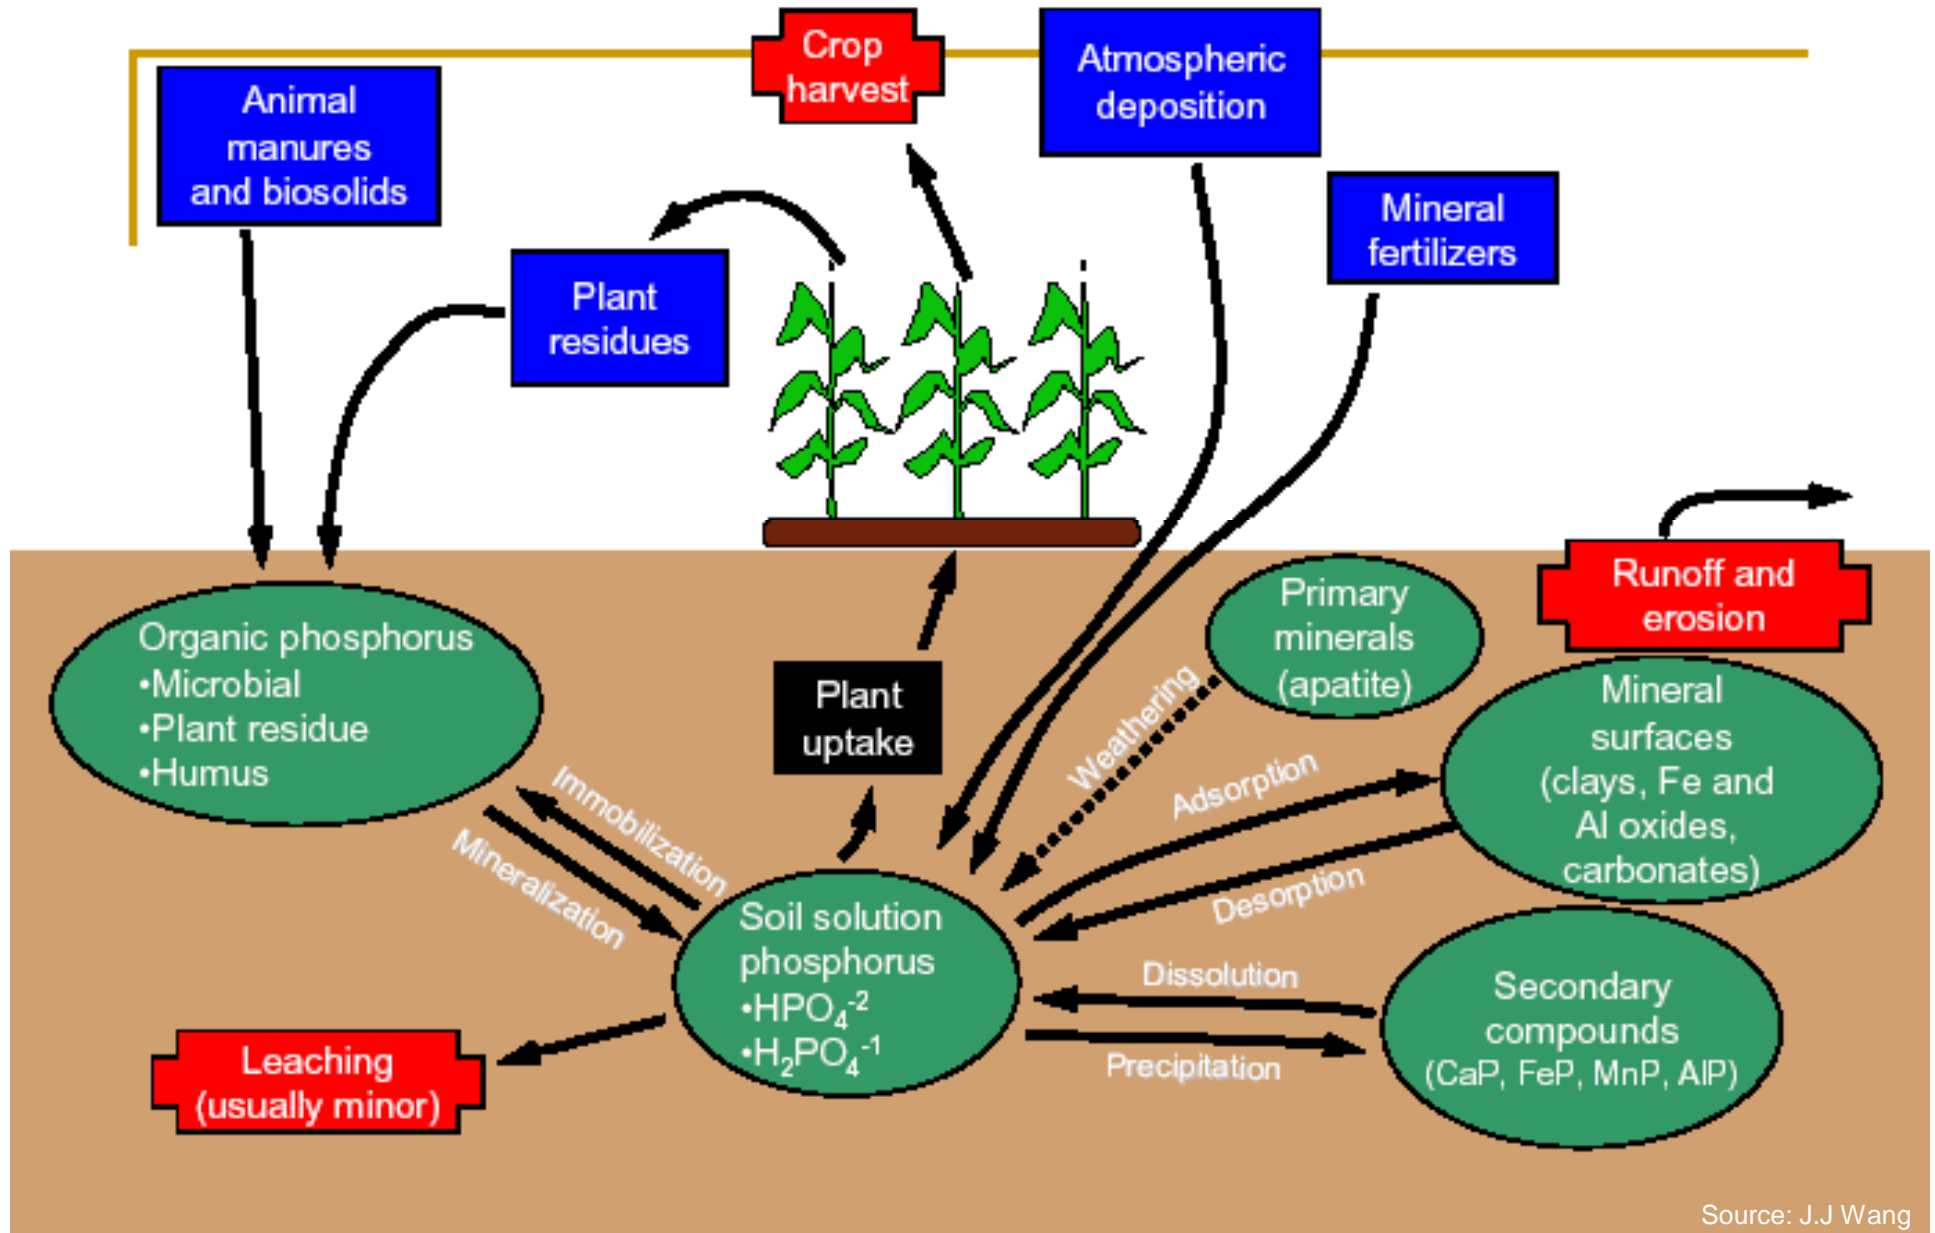 Crop
harvest
Atmospheric
deposition
Animal
manures
and biosolids
Mineral
fertilizers
Plant
residues
Runoff and
erosion
Primary
minerals
(apatite)
Organic phosphorus
•Microbial
•Plant residue
•Humus
Plant
uptake
Weathering
Mineral
surfaces
(clays, Fe and
Al oxides,
carbonates)
Adsorption
Desorption
Immobilization
Mineralization
Soil solution
phosphorus
•HPO₄⁻²
•H₂PO₄⁻¹
Dissolution
Precipitation
Secondary
compounds
(CaP, FeP, MnP, AlP)
Leaching
(usually minor)
Source: J.J Wang